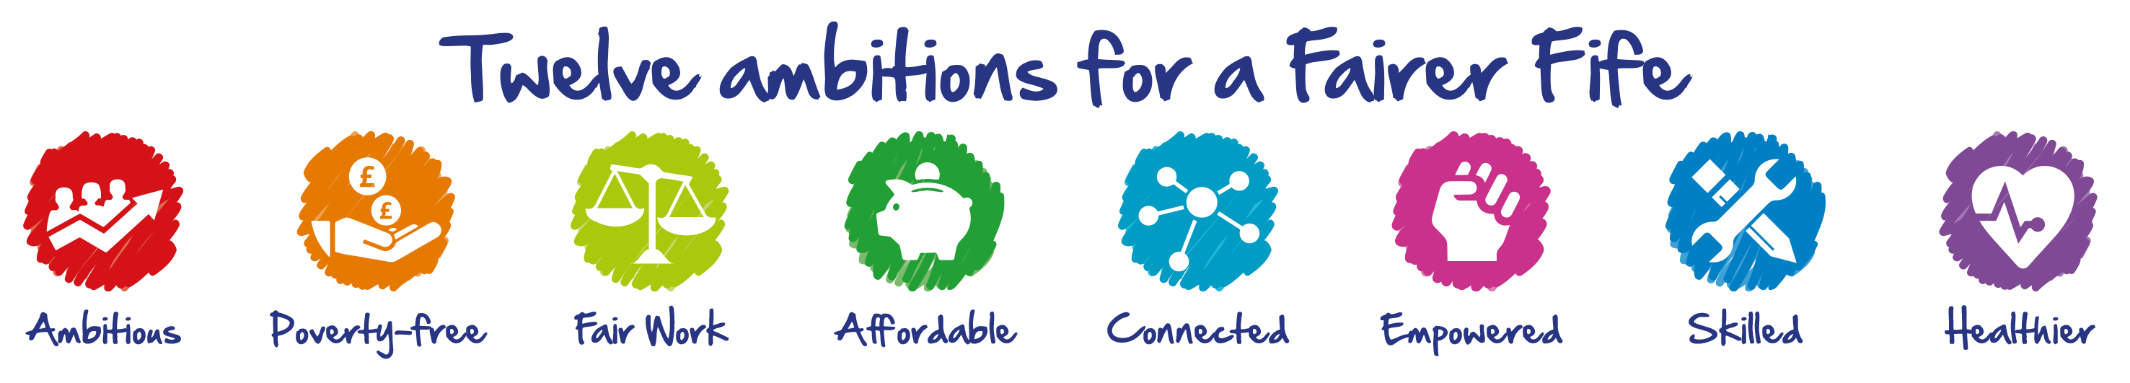 Twelve ambitions for a Fairer Fife
£
£
Ambitious Poverty-free Fair Work Affordable Connected Empowered Skilled Healthier